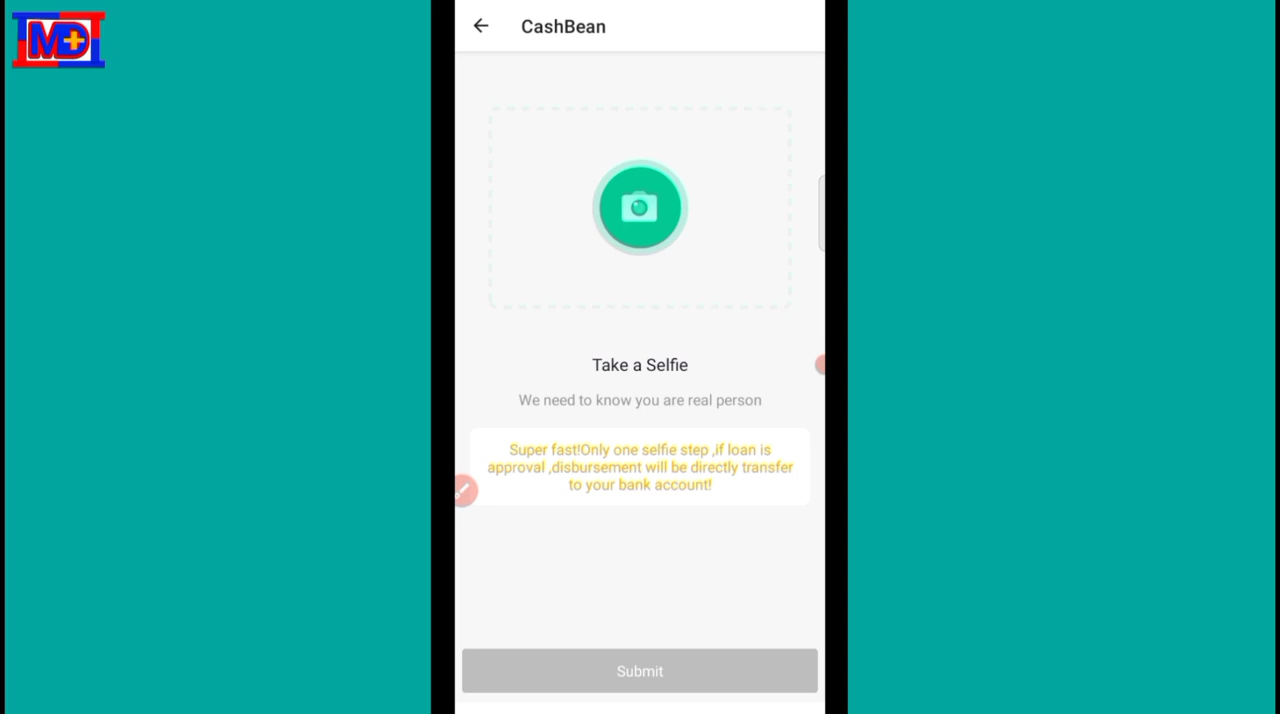 MD+
CashBean
Take a Selfie
We need to know you are real person
Super fast!Only one selfie step ,if loan is
approval ,disbursement will be directly transfer
to your bank account!
Submit